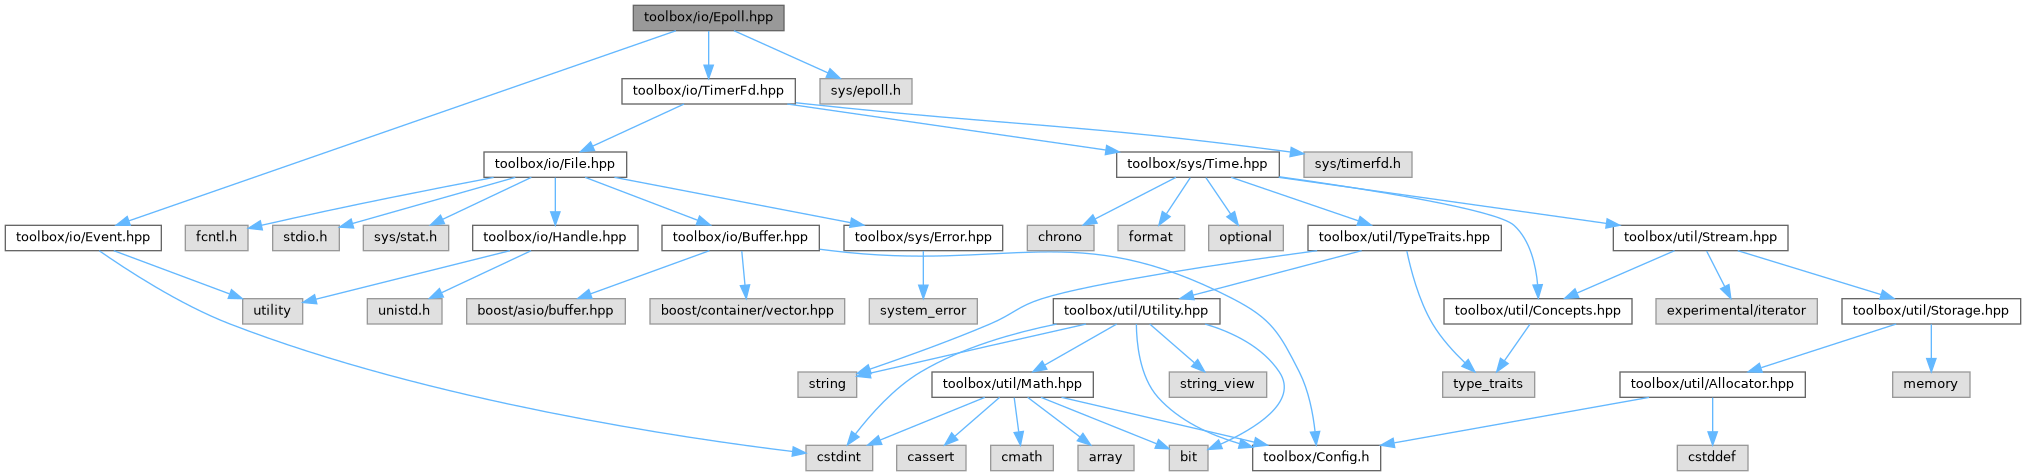 toolbox/io/Epoll.hpp
toolbox/io/TimerFd.hpp
sys/epoll.h
toolbox/io/File.hpp
toolbox/sys/Time.hpp
sys/timerfd.h
toolbox/io/Event.hpp
fcntl.h
stdio.h
sys/stat.h
toolbox/io/Handle.hpp
toolbox/io/Buffer.hpp
toolbox/sys/Error.hpp
chrono
format
optional
toolbox/util/TypeTraits.hpp
toolbox/util/Stream.hpp
utility
unistd.h
boost/asio/buffer.hpp
boost/container/vector.hpp
system_error
toolbox/util/Utility.hpp
toolbox/util/Concepts.hpp
experimental/iterator
toolbox/util/Storage.hpp
string
toolbox/util/Math.hpp
string_view
type_traits
toolbox/util/Allocator.hpp
memory
cstdint
cassert
cmath
array
bit
toolbox/Config.h
cstddef